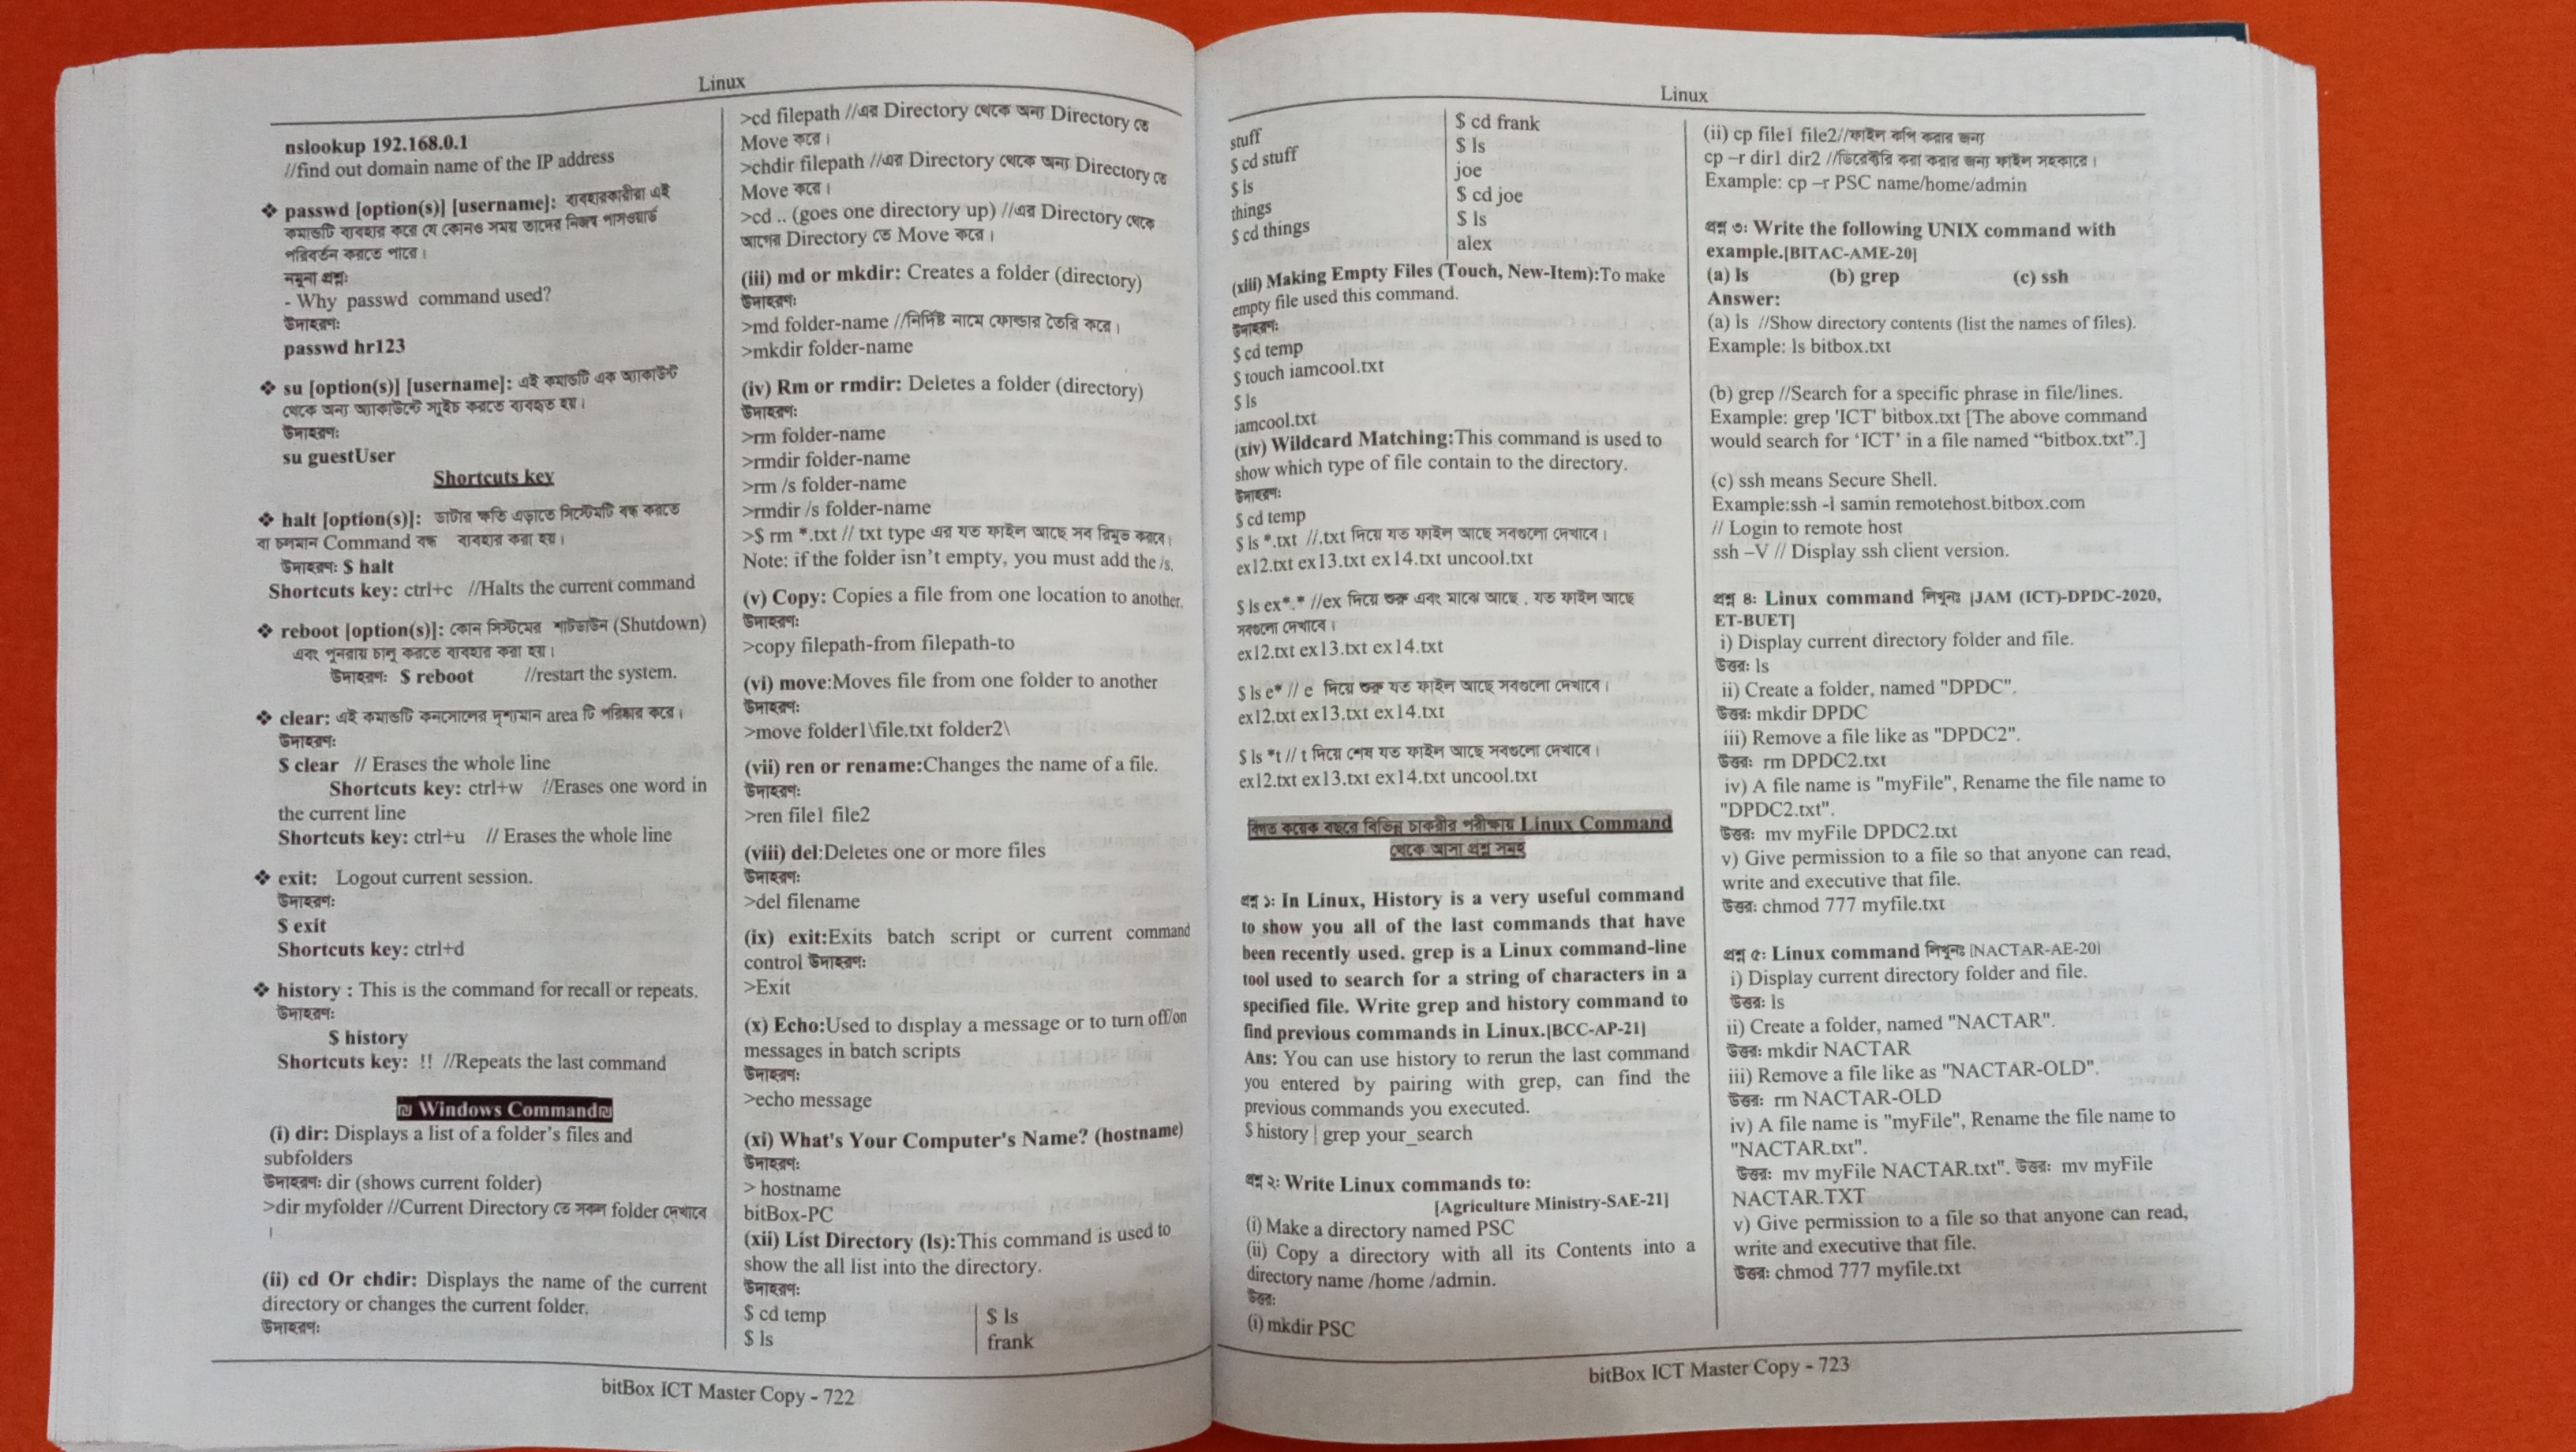 Linux
nslookup 192.168.0.1
//find out domain name of the IP address
❖ passwd [option(s)] [username]: ব্যবহারকারীরা এই
কমান্ডটি ব্যবহার করে যে কোনও সময় তাদের নিজস্ব পাসওয়ার্ড
পরিবর্তন করতে পারে।
নমুনা প্রশ্ন:
- Why passwd command used?
উদাহরণ:
passwd hr123
❖ su [option(s)] [username]: এই কমান্ডটি এক অ্যাকাউন্ট
থেকে অন্য অ্যাকাউন্টে স্যুইচ করতে ব্যবহৃত হয়।
উদাহরণ:
su guestUser
Shortcuts key
❖ halt [option(s)]: ডাটার ক্ষতি এড়াতে সিস্টেমটি বন্ধ করতে
বা চলমান Command বন্ধ ব্যবহার করা হয়।
উদাহরণ: $ halt
Shortcuts key: ctrl+c //Halts the current command
❖ reboot [option(s)]: কোন সিস্টেমের শাটডাউন (Shutdown)
এবং পুনরায় চালু করতে ব্যবহার করা হয়।
উদাহরণ: $ reboot //restart the system.
❖ clear: এই কমান্ডটি কনসোলের দৃশ্যমান area টি পরিষ্কার করে।
উদাহরণ:
$ clear // Erases the whole line
Shortcuts key: ctrl+w //Erases one word in
the current line
Shortcuts key: ctrl+u // Erases the whole line
❖ exit: Logout current session.
উদাহরণ:
$ exit
Shortcuts key: ctrl+d
❖ history : This is the command for recall or repeats.
উদাহরণ:
$ history
Shortcuts key: !! //Repeats the last command
Windows Command
(i) dir: Displays a list of a folder's files and
subfolders
উদাহরণ: dir (shows current folder)
>dir myfolder //Current Directory তে সকল folder দেখাবে
।
(ii) cd Or chdir: Displays the name of the current
directory or changes the current folder.
উদাহরণ:
>cd filepath //এর Directory থেকে অন্য Directory তে
Move করে।
>chdir filepath //এর Directory থেকে অন্য Directory তে
Move করে।
>cd .. (goes one directory up) //এর Directory থেকে
আগের Directory তে Move করে।
(iii) md or mkdir: Creates a folder (directory)
উদাহরণ:
>md folder-name //নির্দিষ্ট নামে ফোল্ডার তৈরি করে।
>mkdir folder-name
(iv) Rm or rmdir: Deletes a folder (directory)
উদাহরণ:
>rm folder-name
>rmdir folder-name
>rm /s folder-name
>rmdir /s folder-name
>$ rm *.txt // txt type এর যত ফাইল আছে সব রিমুভ করবে।
Note: if the folder isn't empty, you must add the /s.
(v) Copy: Copies a file from one location to another.
উদাহরণ:
>copy filepath-from filepath-to
(vi) move:Moves file from one folder to another
উদাহরণ:
>move folder1\file.txt folder2\
(vii) ren or rename:Changes the name of a file.
উদাহরণ:
>ren file1 file2
(viii) del:Deletes one or more files
উদাহরণ:
>del filename
(ix) exit:Exits batch script or current command
control উদাহরণ:
>Exit
(x) Echo:Used to display a message or to turn off/on
messages in batch scripts
উদাহরণ:
>echo message
(xi) What's Your Computer's Name? (hostname)
উদাহরণ:
> hostname
bitBox-PC
(xii) List Directory (ls):This command is used to
show the all list into the directory.
উদাহরণ:
$ cd temp
$ ls
$ ls
frank
bitBox ICT Master Copy - 722
Linux
stuff
$ cd stuff
$ ls
things
$ cd things
$ cd frank
$ ls
joe
$ cd joe
$ ls
alex
(xiii) Making Empty Files (Touch, New-Item):To make
empty file used this command.
উদাহরণ:
$ cd temp
$ touch iamcool.txt
$ ls
iamcool.txt
(xiv) Wildcard Matching:This command is used to
show which type of file contain to the directory.
উদাহরণ:
$ cd temp
$ ls *.txt //.txt দিয়ে যত ফাইল আছে সবগুলো দেখাবে।
ex12.txt ex13.txt ex14.txt uncool.txt
$ ls ex*.* //ex দিয়ে শুরু এবং মাঝে আছে . যত ফাইল আছে
সবগুলো দেখাবে।
ex12.txt ex13.txt ex14.txt
$ ls e* // e দিয়ে শুরু যত ফাইল আছে সবগুলো দেখাবে।
ex12.txt ex13.txt ex14.txt
$ ls *t // t দিয়ে শেষ যত ফাইল আছে সবগুলো দেখাবে।
ex12.txt ex13.txt ex14.txt uncool.txt
বিগত কয়েক বছরে বিভিন্ন চাকরীর পরীক্ষায় Linux Command
থেকে আসা প্রশ্ন সমূহ
প্রশ্ন ১: In Linux, History is a very useful command
to show you all of the last commands that have
been recently used. grep is a Linux command-line
tool used to search for a string of characters in a
specified file. Write grep and history command to
find previous commands in Linux.[BCC-AP-21]
Ans: You can use history to rerun the last command
you entered by pairing with grep, can find the
previous commands you executed.
$ history | grep your_search
প্রশ্ন ২: Write Linux commands to:
[Agriculture Ministry-SAE-21]
(i) Make a directory named PSC
(ii) Copy a directory with all its Contents into a
directory name /home /admin.
উত্তর:
(i) mkdir PSC
(ii) cp file1 file2//ফাইল কপি করার জন্য
cp –r dir1 dir2 //ডিরেক্টরি করা করার জন্য ফাইল সহকারে।
Example: cp –r PSC name/home/admin
প্রশ্ন ৩: Write the following UNIX command with
example.[BITAC-AME-20]
(a) ls (b) grep (c) ssh
Answer:
(a) ls //Show directory contents (list the names of files).
Example: ls bitbox.txt
(b) grep //Search for a specific phrase in file/lines.
Example: grep 'ICT' bitbox.txt [The above command
would search for ‘ICT’ in a file named “bitbox.txt”.]
(c) ssh means Secure Shell.
Example:ssh -l samin remotehost.bitbox.com
// Login to remote host
ssh –V // Display ssh client version.
প্রশ্ন ৪: Linux command লিখুনঃ [JAM (ICT)-DPDC-2020,
ET-BUET]
i) Display current directory folder and file.
উত্তর: ls
ii) Create a folder, named "DPDC".
উত্তর: mkdir DPDC
iii) Remove a file like as "DPDC2".
উত্তর: rm DPDC2.txt
iv) A file name is "myFile", Rename the file name to
"DPDC2.txt".
উত্তর: mv myFile DPDC2.txt
v) Give permission to a file so that anyone can read,
write and executive that file.
উত্তর: chmod 777 myfile.txt
প্রশ্ন ৫: Linux command লিখুনঃ [NACTAR-AE-20]
i) Display current directory folder and file.
উত্তর: ls
ii) Create a folder, named "NACTAR".
উত্তর: mkdir NACTAR
iii) Remove a file like as "NACTAR-OLD".
উত্তর: rm NACTAR-OLD
iv) A file name is "myFile", Rename the file name to
"NACTAR.txt".
উত্তর: mv myFile NACTAR.txt". উত্তর: mv myFile
NACTAR.TXT
v) Give permission to a file so that anyone can read,
write and executive that file.
উত্তর: chmod 777 myfile.txt
bitBox ICT Master Copy - 723